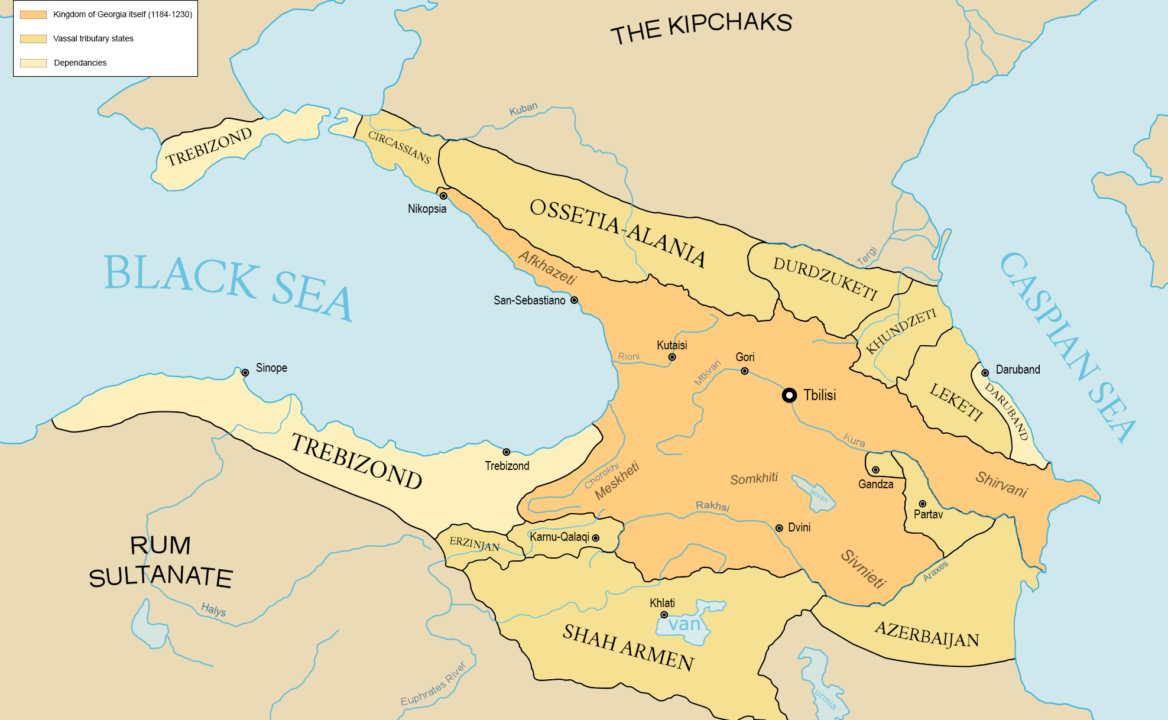 Kingdom of Georgia itself (1184-1230)
Vassal tributary states
Dependancies
THE KIPCHAKS
Kuban
TREBIZOND
CIRCASSIANS
Nikopsia
OSSETIA-ALANIA
Tergi
DURDZUKETI
BLACK SEA
CASPIAN SEA
Afkhazeti
San-Sebastiano
KHUNDZETI
Kutaisi
Rioni
Gori
Mtkvari
Sinope
Daruband
Tbilisi
LEKETI
DARUBAND
Kura
TREBIZOND
Trebizond
Chorokhi
Meskheti
Somkhiti
Gandza
Shirvani
Sevan
Rakhsi
Partav
Dvini
Karnu-Qalaqi
ERZINJAN
RUM
SULTANATE
Sivnieti
Araxes
Halys
Khlati
van
SHAH ARMEN
AZERBAIJAN
Euphrates River
urmia